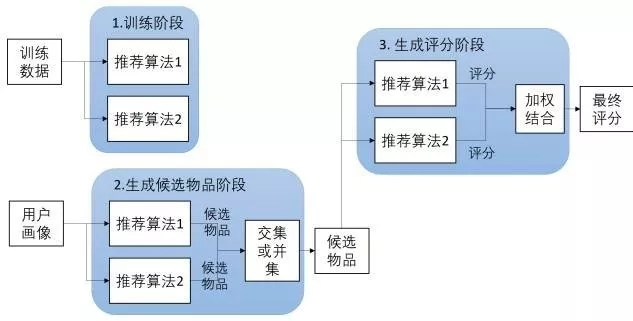 1.训练阶段
训练
数据
推荐算法1
推荐算法2
2.生成候选物品阶段
用户
画像
推荐算法1
候选
物品
推荐算法2
候选
物品
交集
或并
集
候选
物品
3. 生成评分阶段
推荐算法1
评分
推荐算法2
评分
加权
结合
最终
评分